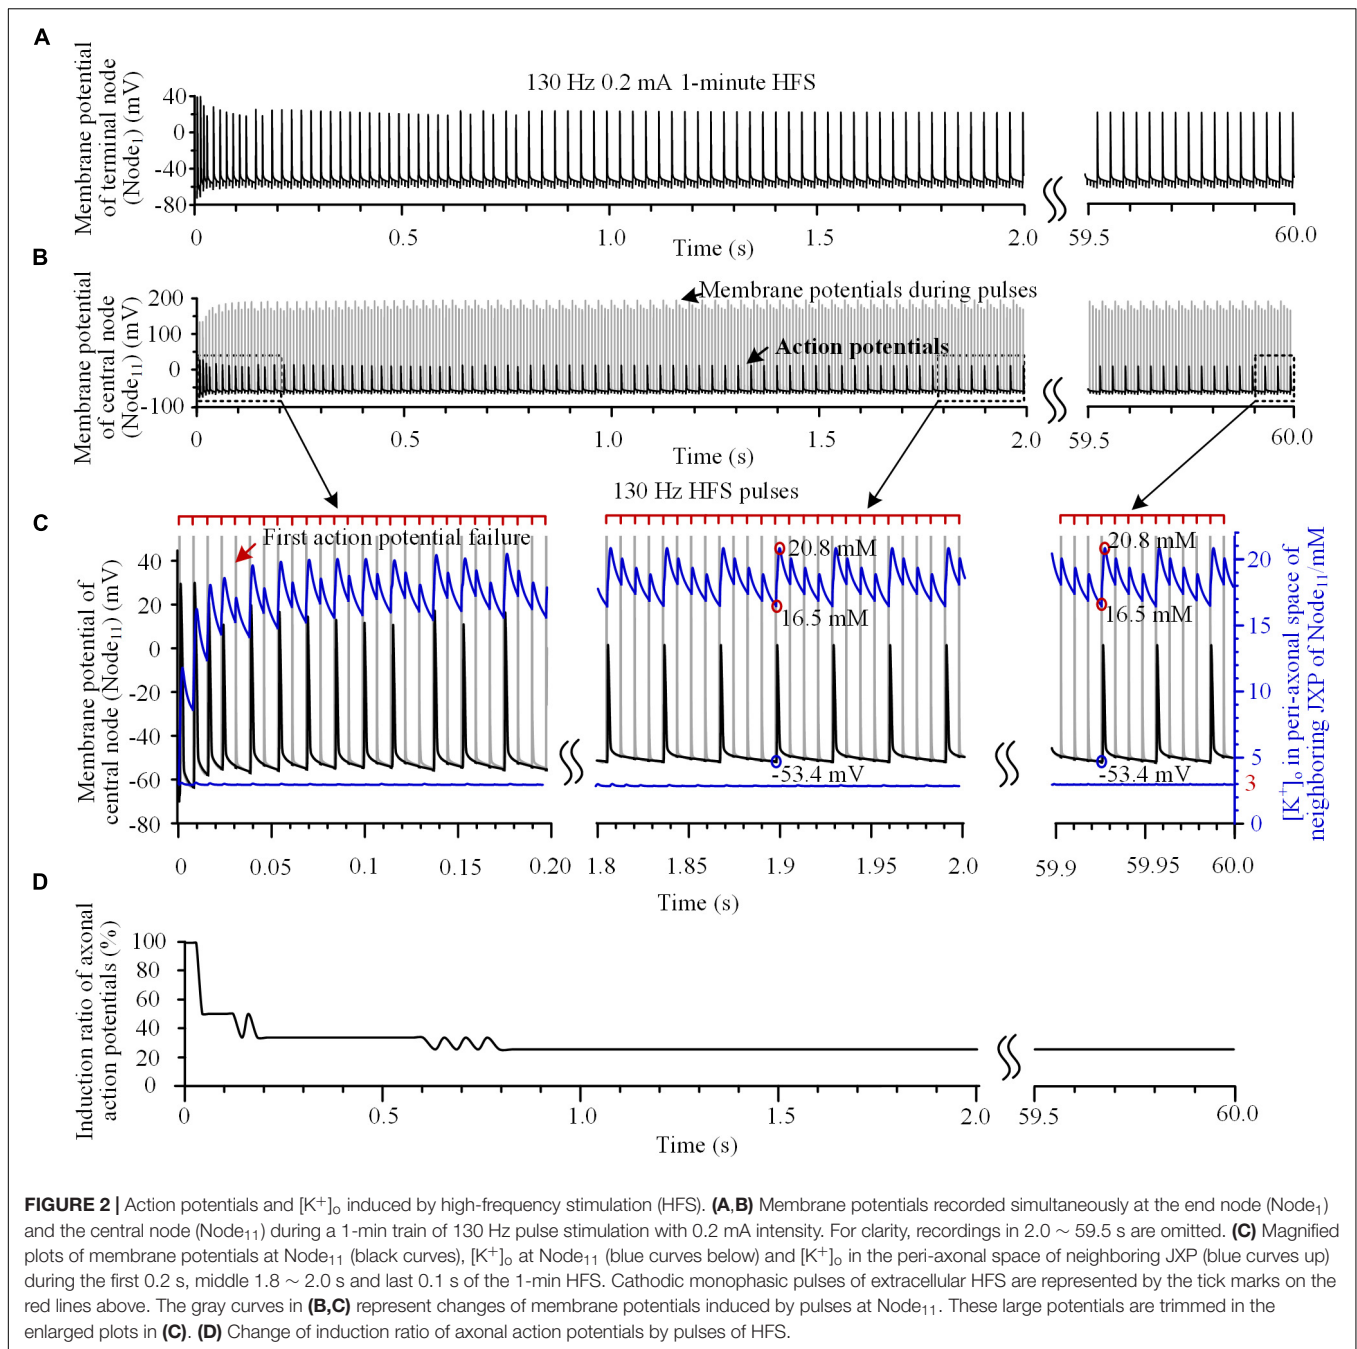 A
Membrane potential
of terminal node
(Node1) (mV)
130 Hz 0.2 mA 1-minute HFS
40
0
-40
-80
0
0.5
1.0
1.5
2.0
59.5
60.0
Time (s)
B
Membrane potential
of central node
(Node11) (mV)
200
100
0
-100
Membrane potentials during pulses
Action potentials
0
0.5
1.0
1.5
2.0
59.5
60.0
Time (s)
130 Hz HFS pulses
C
Membrane potential of
central node (Node11) (mV)
40
20
0
-20
-40
-60
-80
First action potential failure
20.8 mM
16.5 mM
-53.4 mV
20.8 mM
16.5 mM
-53.4 mV
20
15
10
5
3
0
[K+]o in peri-axonal space of
neighboring JXP of Node11/mM
0
0.05
0.1
0.15
0.20
1.8
1.85
1.9
1.95
2.0
59.9
59.95
60.0
Time (s)
D
Induction ratio of axonal
action potentials (%)
100
80
60
40
20
0
0
0.5
1.0
1.5
2.0
59.5
60.0
Time (s)
FIGURE 2 | Action potentials and [K+]o induced by high-frequency stimulation (HFS). (A,B) Membrane potentials recorded simultaneously at the end node (Node1)
and the central node (Node11) during a 1-min train of 130 Hz pulse stimulation with 0.2 mA intensity. For clarity, recordings in 2.0 ~ 59.5 s are omitted. (C) Magnified
plots of membrane potentials at Node11 (black curves), [K+]o at Node11 (blue curves below) and [K+]o in the peri-axonal space of neighboring JXP (blue curves up)
during the first 0.2 s, middle 1.8 ~ 2.0 s and last 0.1 s of the 1-min HFS. Cathodic monophasic pulses of extracellular HFS are represented by the tick marks on the
red lines above. The gray curves in (B,C) represent changes of membrane potentials induced by pulses at Node11. These large potentials are trimmed in the
enlarged plots in (C). (D) Change of induction ratio of axonal action potentials by pulses of HFS.